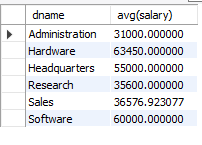 dname avg(salary)
Administration 31000.000000
Hardware 63450.000000
Headquarters 55000.000000
Research 35600.000000
Sales 36576.923077
Software 60000.000000